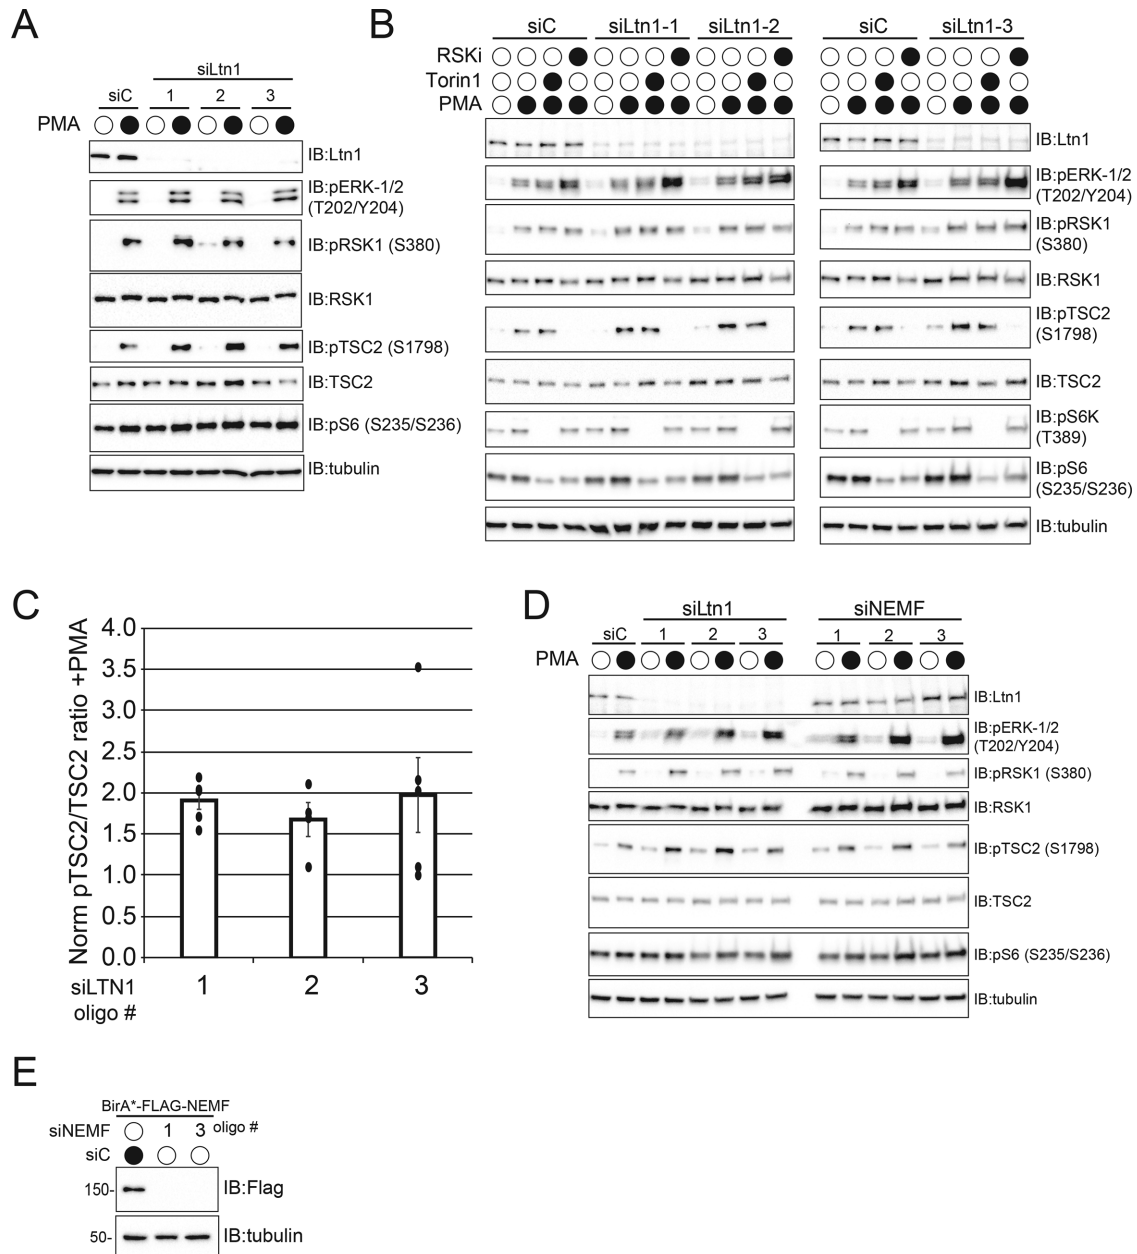 A
siLtn1
siC 1 2 3
PMA
IB:Ltn1
IB:pERK-1/2
(T202/Y204)
IB:pRSK1 (S380)
IB:RSK1
IB:pTSC2 (S1798)
IB:TSC2
IB:pS6 (S235/S236)
IB:tubulin
B
siC siLtn1-1 siLtn1-2 siC siLtn1-3
RSKi
Torin1
PMA
IB:Ltn1
IB:pERK-1/2
(T202/Y204)
IB:pRSK1
(S380)
IB:RSK1
IB:pTSC2
(S1798)
IB:TSC2
IB:pS6K
(T389)
IB:pS6
(S235/S236)
IB:tubulin
C
Norm pTSC2/TSC2 ratio +PMA
4.0
3.5
3.0
2.5
2.0
1.5
1.0
0.5
0.0
siLTN1 1 2 3
oligo #
D
siLtn1 siNEMF
siC 1 2 3 1 2 3
PMA
IB:Ltn1
IB:pERK-1/2
(T202/Y204)
IB:pRSK1 (S380)
IB:RSK1
IB:pTSC2 (S1798)
IB:TSC2
IB:pS6 (S235/S236)
IB:tubulin
E
BirA*-FLAG-NEMF
siNEMF 1 3 oligo #
siC
150- IB:Flag
50- IB:tubulin